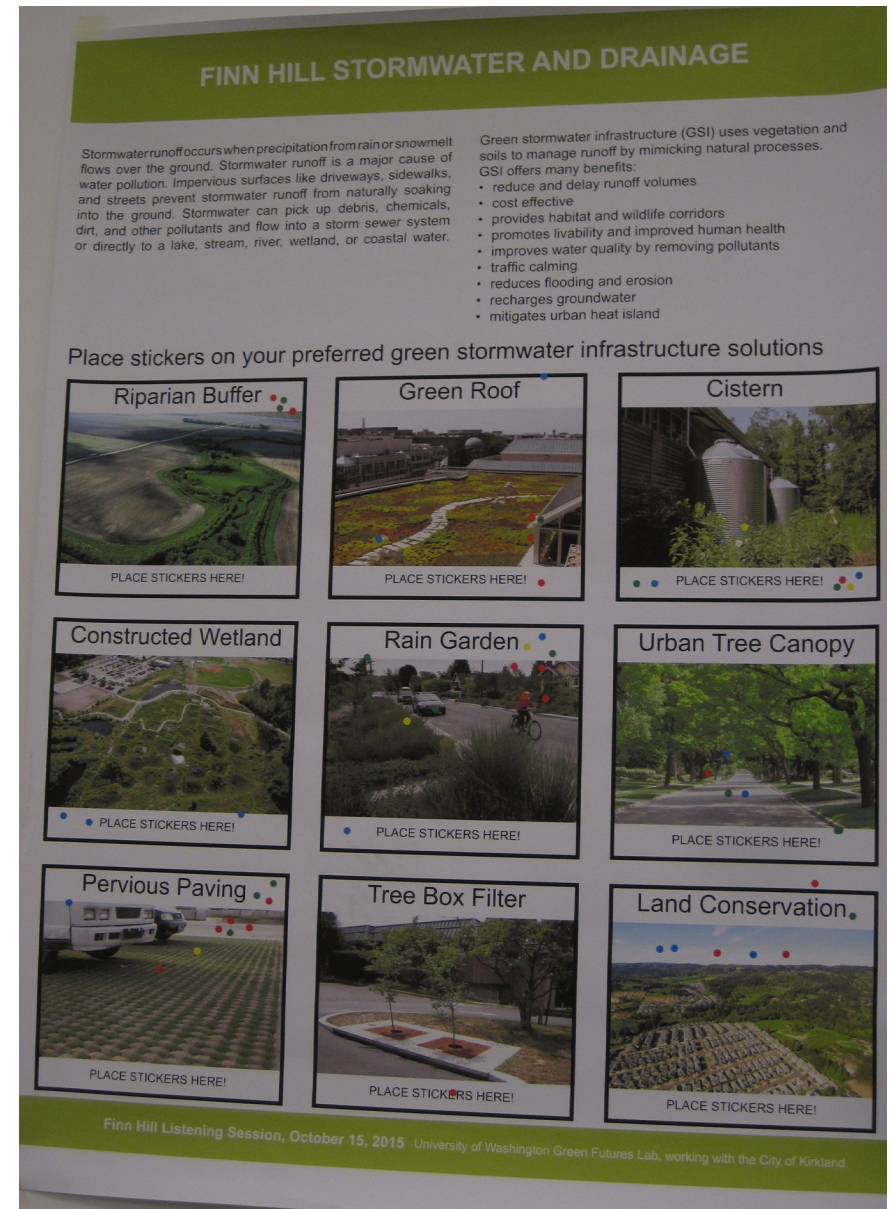 FINN HILL STORMWATER AND DRAINAGE
Stormwater runoff occurs when precipitation from rain or snowmelt
flows over the ground. Stormwater runoff is a major cause of
water pollution. Impervious surfaces like driveways, sidewalks,
and streets prevent stormwater runoff from naturally soaking
into the ground. Stormwater can pick up debris, chemicals,
dirt, and other pollutants and flow into a storm sewer system
or directly to a lake, stream, river, wetland, or coastal water.
Green stormwater infrastructure (GSI) uses vegetation and
soils to manage runoff by mimicking natural processes.
GSI offers many benefits:
• reduce and delay runoff volumes
• cost effective
• provides habitat and wildlife corridors
• promotes livability and improved human health
• improves water quality by removing pollutants
• traffic calming
• reduces flooding and erosion
• recharges groundwater
• mitigates urban heat island
Place stickers on your preferred green stormwater infrastructure solutions
Riparian Buffer
PLACE STICKERS HERE!
Green Roof
PLACE STICKERS HERE!
Cistern
PLACE STICKERS HERE!
Constructed Wetland
PLACE STICKERS HERE!
Rain Garden
PLACE STICKERS HERE!
Urban Tree Canopy
PLACE STICKERS HERE!
Pervious Paving
PLACE STICKERS HERE!
Tree Box Filter
PLACE STICKERS HERE!
Land Conservation
PLACE STICKERS HERE!
Finn Hill Listening Session, October 15, 2015 University of Washington Green Futures Lab, working with the City of Kirkland